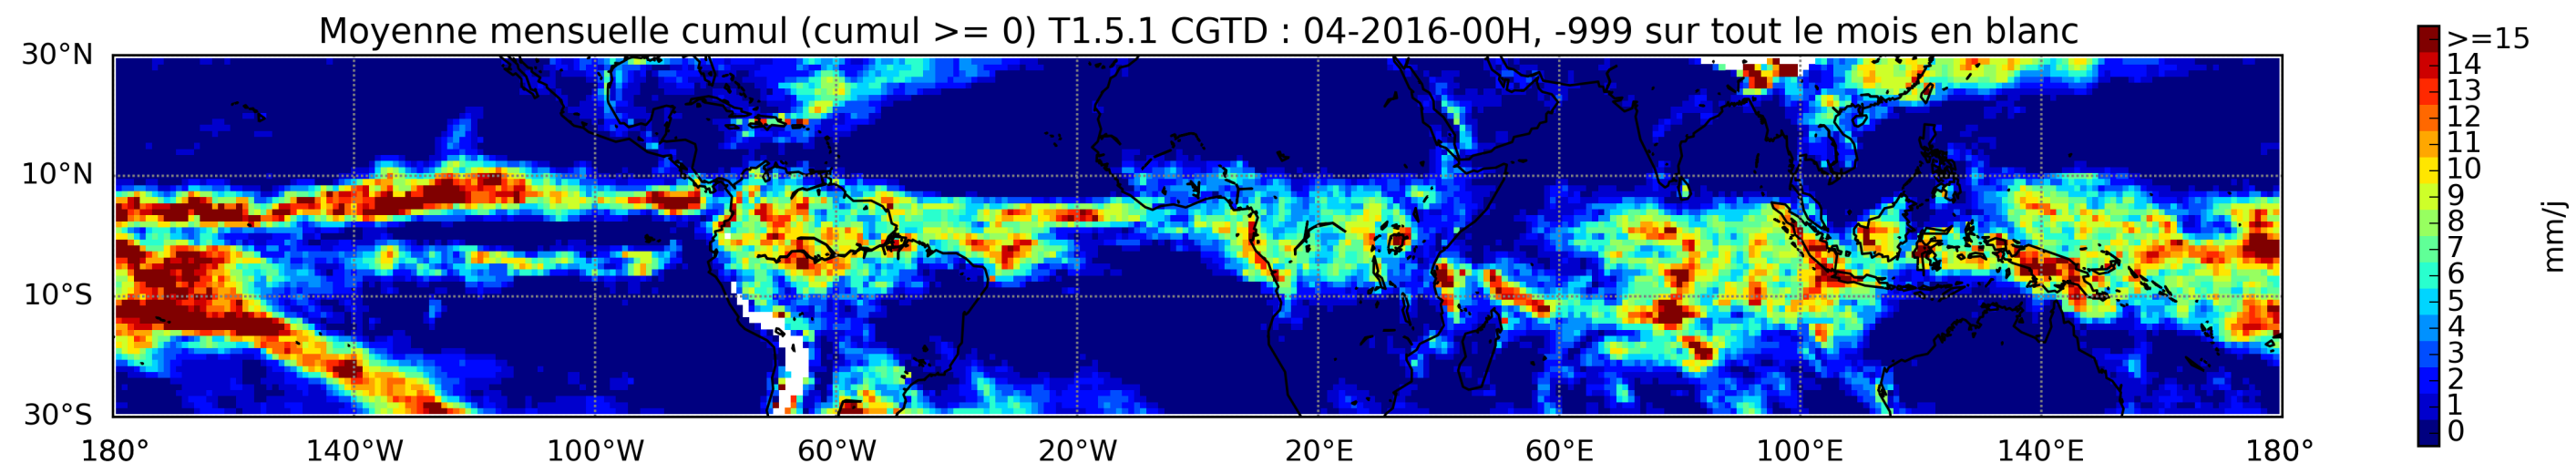 Moyenne mensuelle cumul (cumul >= 0) T1.5.1 CGTD : 04-2016-00H, -999 sur tout le mois en blanc
30°N
10°N
10°S
30°S
180° 140°W 100°W 60°W 20°W 20°E 60°E 100°E 140°E 180°
>=15
14
13
12
11
10
9
8
7
6
5
4
3
2
1
0
mm/j